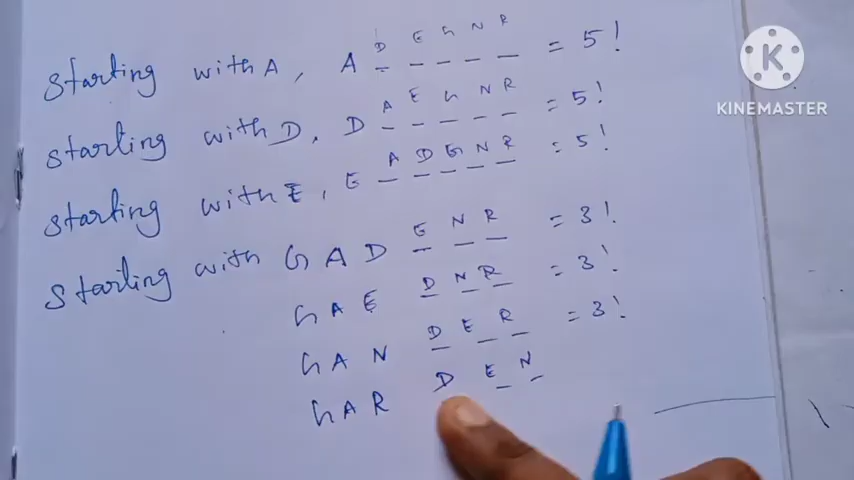 starting with A, A D E G N R = 5!
starting with D, D A E G N R = 5!
starting with E, E A D G N R = 5!
starting with G A D E N R = 3!
G A E D N R = 3!
G A N D E R = 3!
G A R D E N
K
KINEMASTER